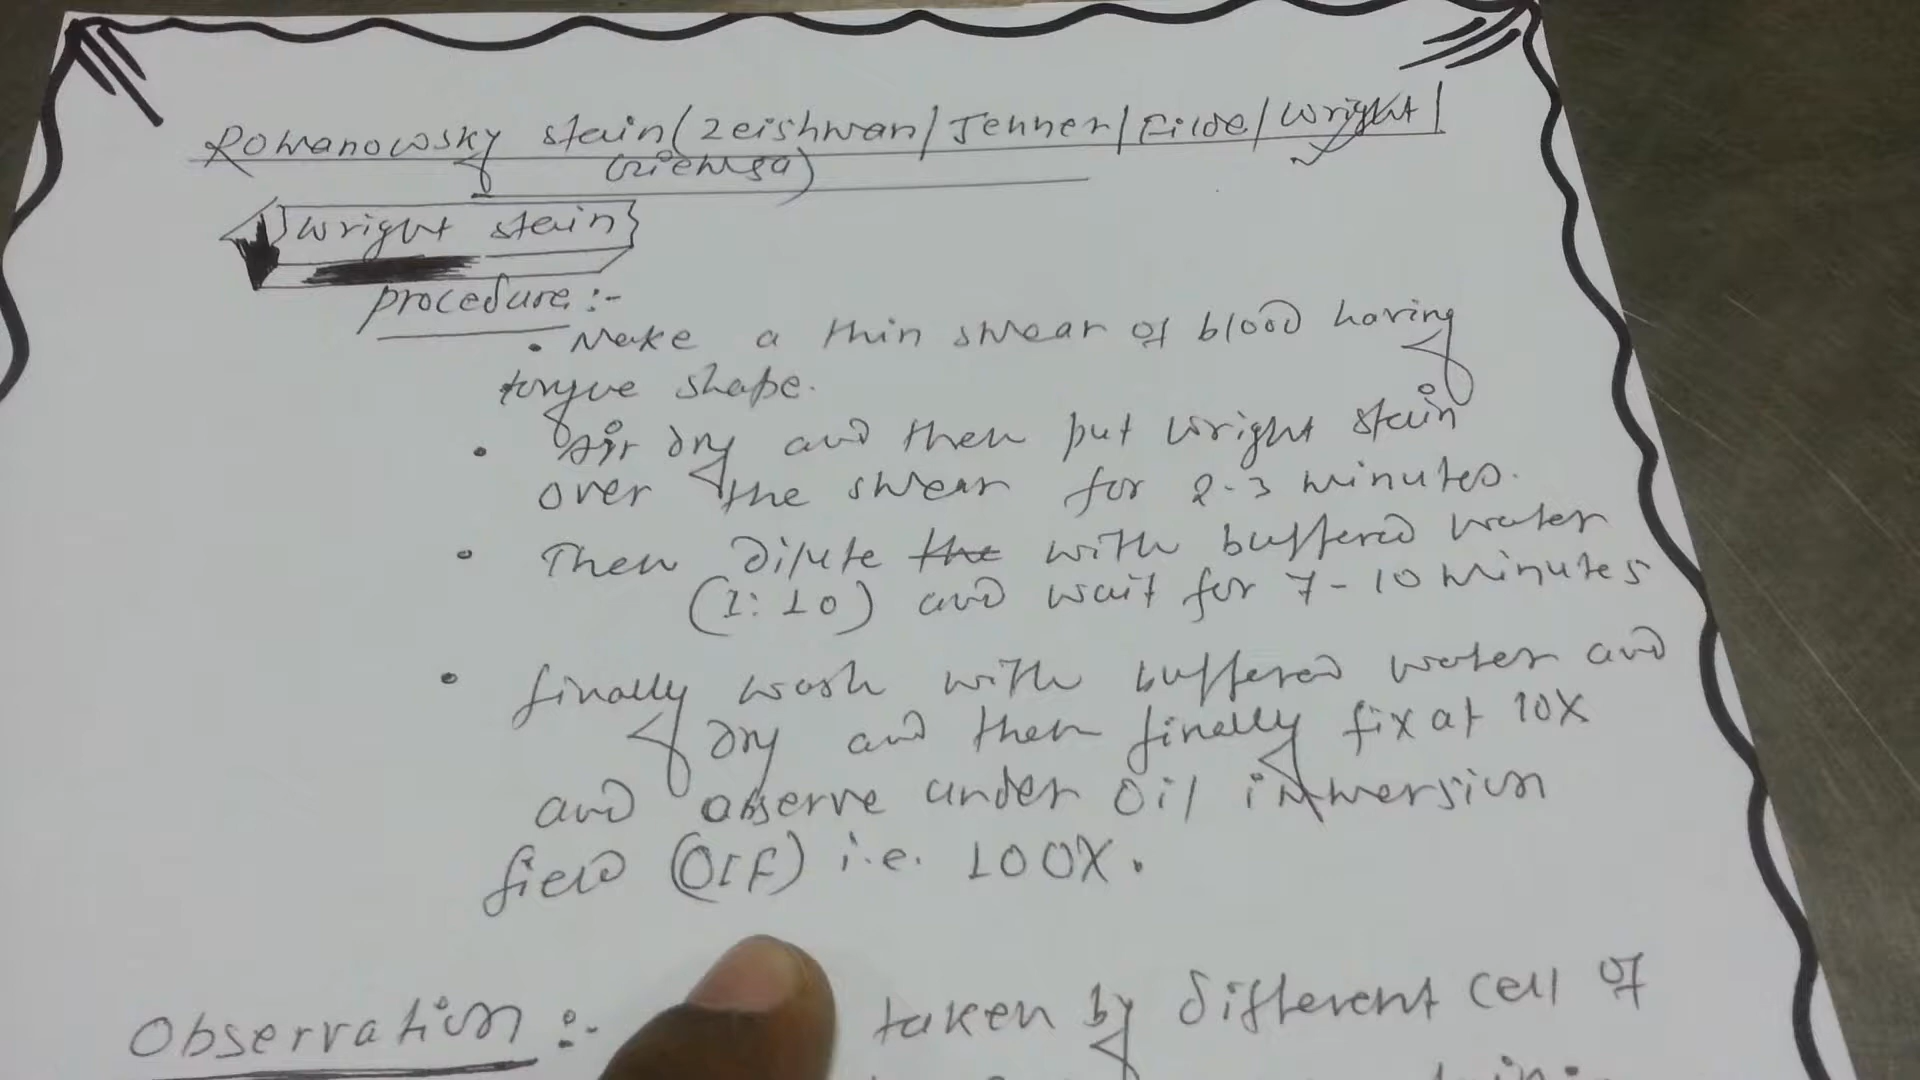 Romanowsky stain (Zeishman/Jenner/Filde/Wright/
Giemsa)
Wright stain
procedure:-
• Make a thin smear of blood having
tongue shape.
• Air dry and then put wright stain
over the smear for 2-3 minutes.
• Then dilute the with buffered water
(1:10) and wait for 7-10 minutes
• finally wash with buffered water and
dry and then finally fix at 10X
and observe under oil immersion
field (OIF) i.e. 100X.
Observation:- taken by different cell of